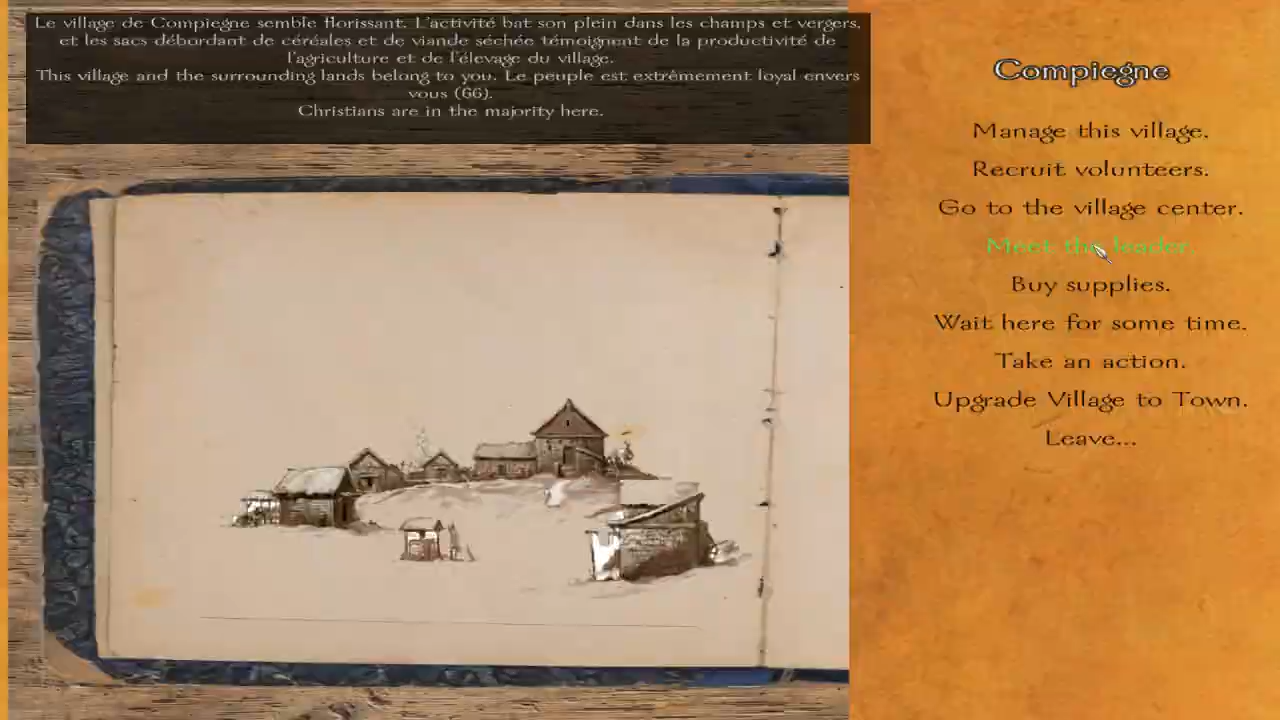 Le village de Compiegne semble florissant. L'activité bat son plein dans les champs et vergers,
et les sacs débordant de céréales et de viande séchée témoignent de la productivité de
l'agriculture et de l'élevage du village.
This village and the surrounding lands belong to you. Le peuple est extrêmement loyal envers
vous (66).
Christians are in the majority here.
Compiegne
Manage this village.
Recruit volunteers.
Go to the village center.
Meet the leader.
Buy supplies.
Wait here for some time.
Take an action.
Upgrade Village to Town.
Leave...